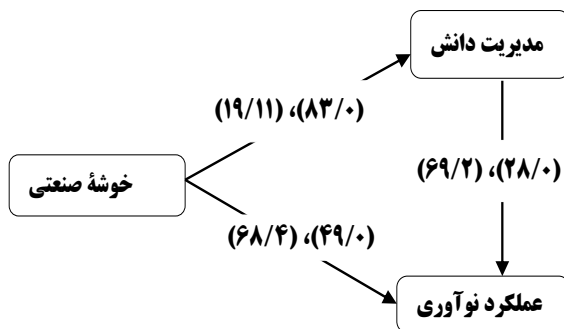 مدیریت دانش
(۸۳/۰)، (۱۹/۱۱)
(۲۸/۰)، (۶۹/۲)
خوشهٔ صنعتی
(۴۹/۰)، (۶۸/۴)
عملکرد نوآوری